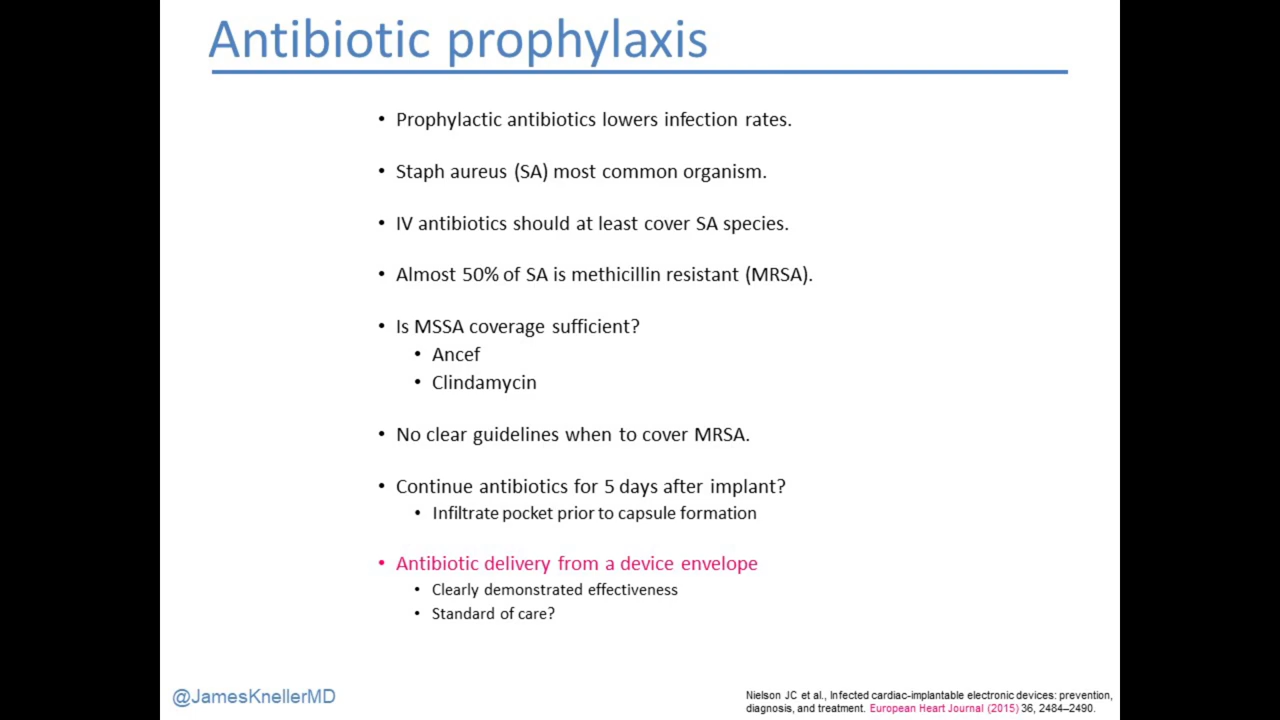 Antibiotic prophylaxis
• Prophylactic antibiotics lowers infection rates.
• Staph aureus (SA) most common organism.
• IV antibiotics should at least cover SA species.
• Almost 50% of SA is methicillin resistant (MRSA).
• Is MSSA coverage sufficient?
• Ancef
• Clindamycin
• No clear guidelines when to cover MRSA.
• Continue antibiotics for 5 days after implant?
• Infiltrate pocket prior to capsule formation
• Antibiotic delivery from a device envelope
• Clearly demonstrated effectiveness
• Standard of care?
@JamesKnellerMD
Nielson JC et al., Infected cardiac-implantable electronic devices: prevention,
diagnosis, and treatment. European Heart Journal (2015) 36, 2484–2490.